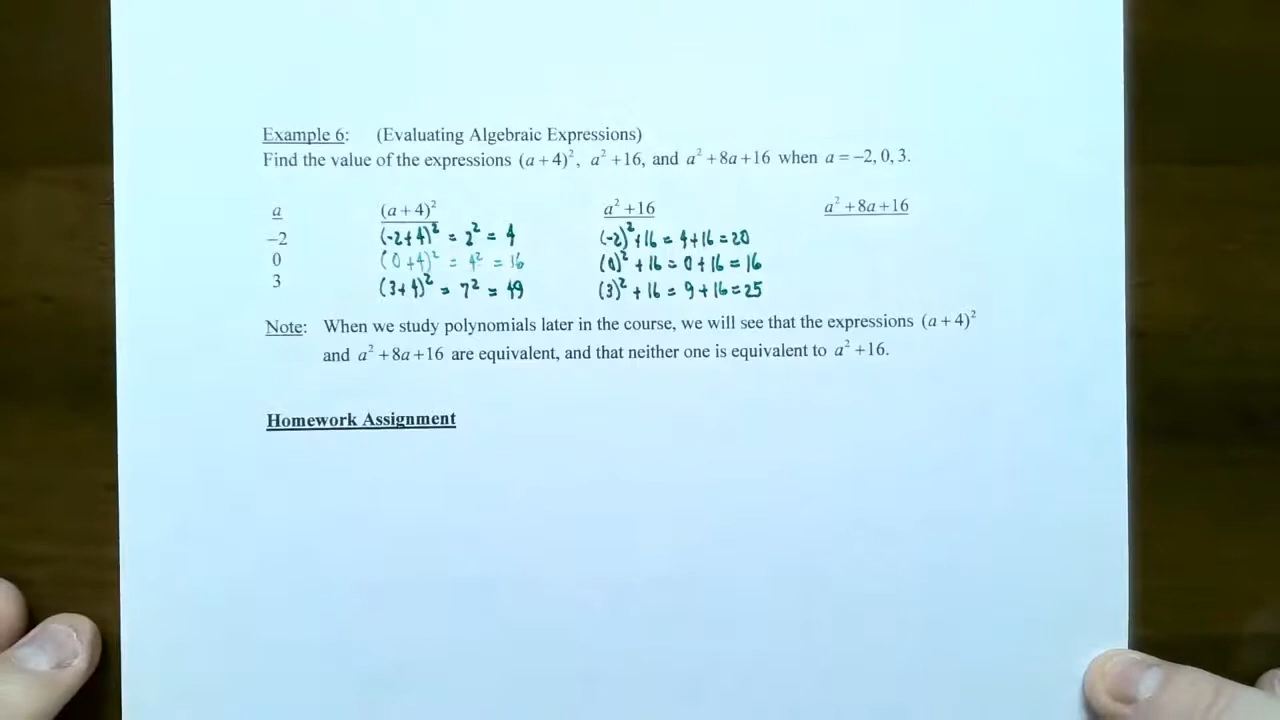 Example 6: (Evaluating Algebraic Expressions)
Find the value of the expressions (a + 4)², a² + 16, and a² + 8a + 16 when a = −2, 0, 3.
a (a + 4)² a² + 16 a² + 8a + 16
−2 (-2+4)² = 2² = 4 (-2)² + 16 = 4 + 16 = 20
0 (0+4)² = 4² = 16 (0)² + 16 = 0 + 16 = 16
3 (3+4)² = 7² = 49 (3)² + 16 = 9 + 16 = 25
Note: When we study polynomials later in the course, we will see that the expressions (a + 4)²
and a² + 8a + 16 are equivalent, and that neither one is equivalent to a² + 16.
Homework Assignment